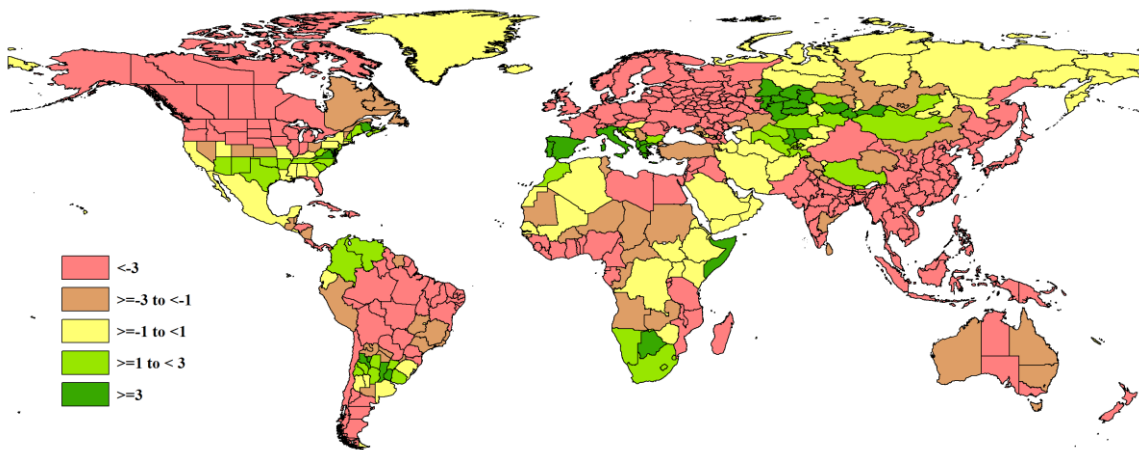 <-3
>=-3 to <-1
>=-1 to <1
>=1 to < 3
>=3